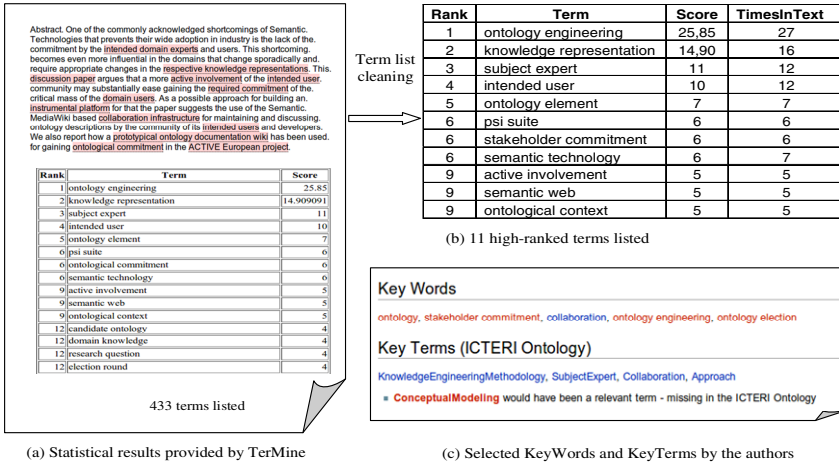 Abstract. One of the commonly acknowledged shortcomings of Semantic.
Technologies that prevents their wide adoption in industry is the lack of the.
commitment by the intended domain experts and users. This shortcoming.
becomes even more influential in the domains that change sporadically and.
require appropriate changes in the respective knowledge representations. This.
discussion paper argues that a more active involvement of the intended user.
community may substantially ease gaining the required commitment of the.
critical mass of the domain users. As a possible approach for building an.
instrumental platform for that the paper suggests the use of the Semantic.
MediaWiki based collaboration infrastructure for maintaining and discussing.
ontology descriptions by the community of its intended users and developers.
We also report how a prototypical ontology documentation wiki has been used.
for gaining ontological commitment in the ACTIVE European project.
Rank Term Score
1 ontology engineering 25.85
2 knowledge representation 14.909091
3 subject expert 11
4 intended user 10
5 ontology element 7
6 psi suite 6
6 ontological commitment 6
6 semantic technology 6
9 active involvement 5
9 semantic web 5
9 ontological context 5
12 candidate ontology 4
12 domain knowledge 4
12 research question 4
12 election round 4
433 terms listed
(a) Statistical results provided by TerMine
Term list
cleaning
Rank Term Score TimesInText
1 ontology engineering 25,85 27
2 knowledge representation 14,90 16
3 subject expert 11 12
4 intended user 10 12
5 ontology element 7 7
6 psi suite 6 6
6 stakeholder commitment 6 6
6 semantic technology 6 7
9 active involvement 5 5
9 semantic web 5 5
9 ontological context 5 5
(b) 11 high-ranked terms listed
Key Words
ontology, stakeholder commitment, collaboration, ontology engineering, ontology election
Key Terms (ICTERI Ontology)
KnowledgeEngineeringMethodology, SubjectExpert, Collaboration, Approach
ConceptualModeling would have been a relevant term - missing in the ICTERI Ontology
(c) Selected KeyWords and KeyTerms by the authors